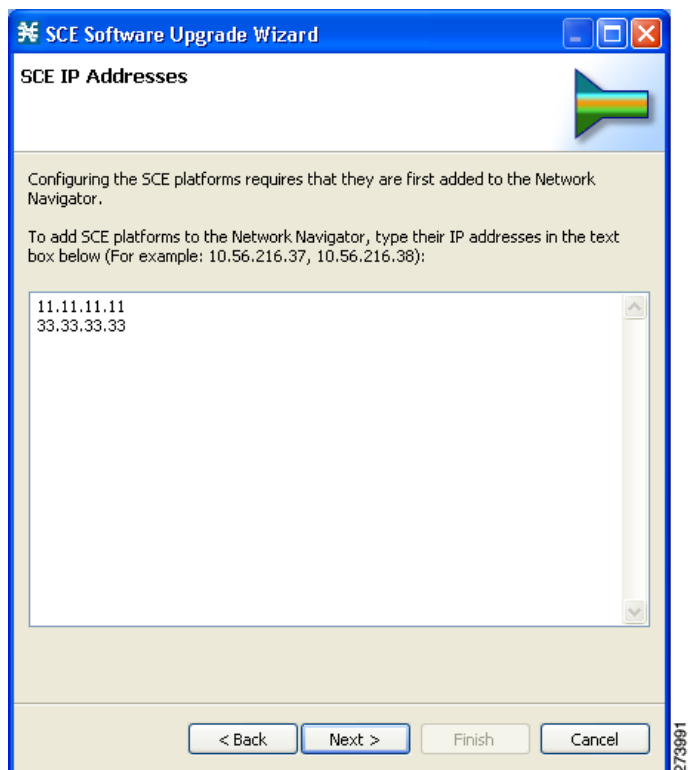 SCE Software Upgrade Wizard
SCE IP Addresses
Configuring the SCE platforms requires that they are first added to the Network
Navigator.
To add SCE platforms to the Network Navigator, type their IP addresses in the text
box below (For example: 10.56.216.37, 10.56.216.38):
11.11.11.11
33.33.33.33
< Back
Next >
Finish
Cancel
273991